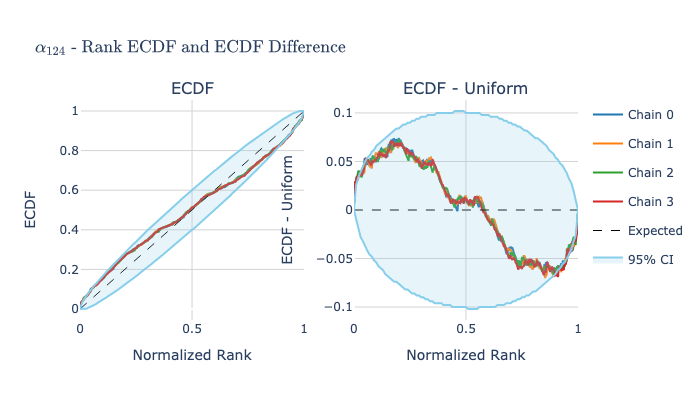 α₁₂₄ - Rank ECDF and ECDF Difference
ECDF
ECDF - Uniform
ECDF
1
0.8
0.6
0.4
0.2
0
0
0.5
1
Normalized Rank
ECDF - Uniform
0.1
0.05
0
−0.05
−0.1
0
0.5
1
Normalized Rank
Chain 0
Chain 1
Chain 2
Chain 3
Expected
95% CI